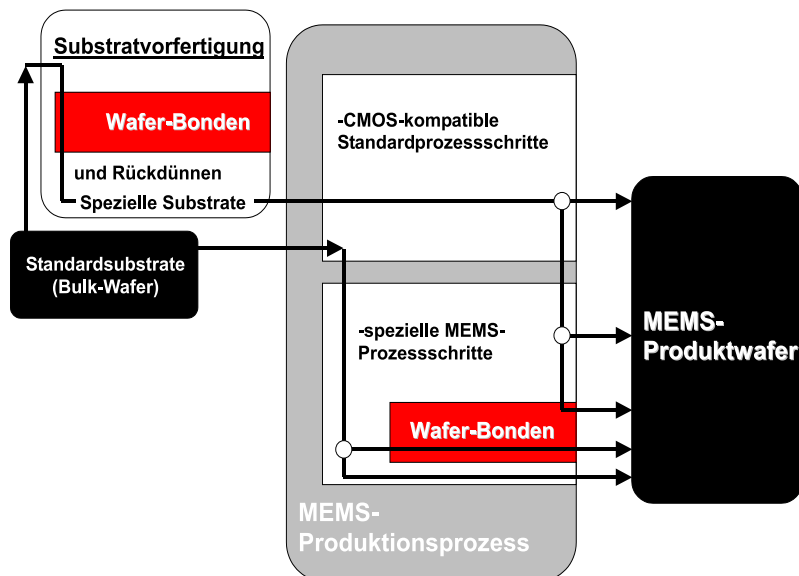 Substratvorfertigung
Wafer-Bonden
und Rückdünnen
Spezielle Substrate
Standardsubstrate
(Bulk-Wafer)
-CMOS-kompatible
Standardprozessschritte
-spezielle MEMS-
Prozessschritte
Wafer-Bonden
MEMS-
Produktionsprozess
MEMS-
Produktwafer